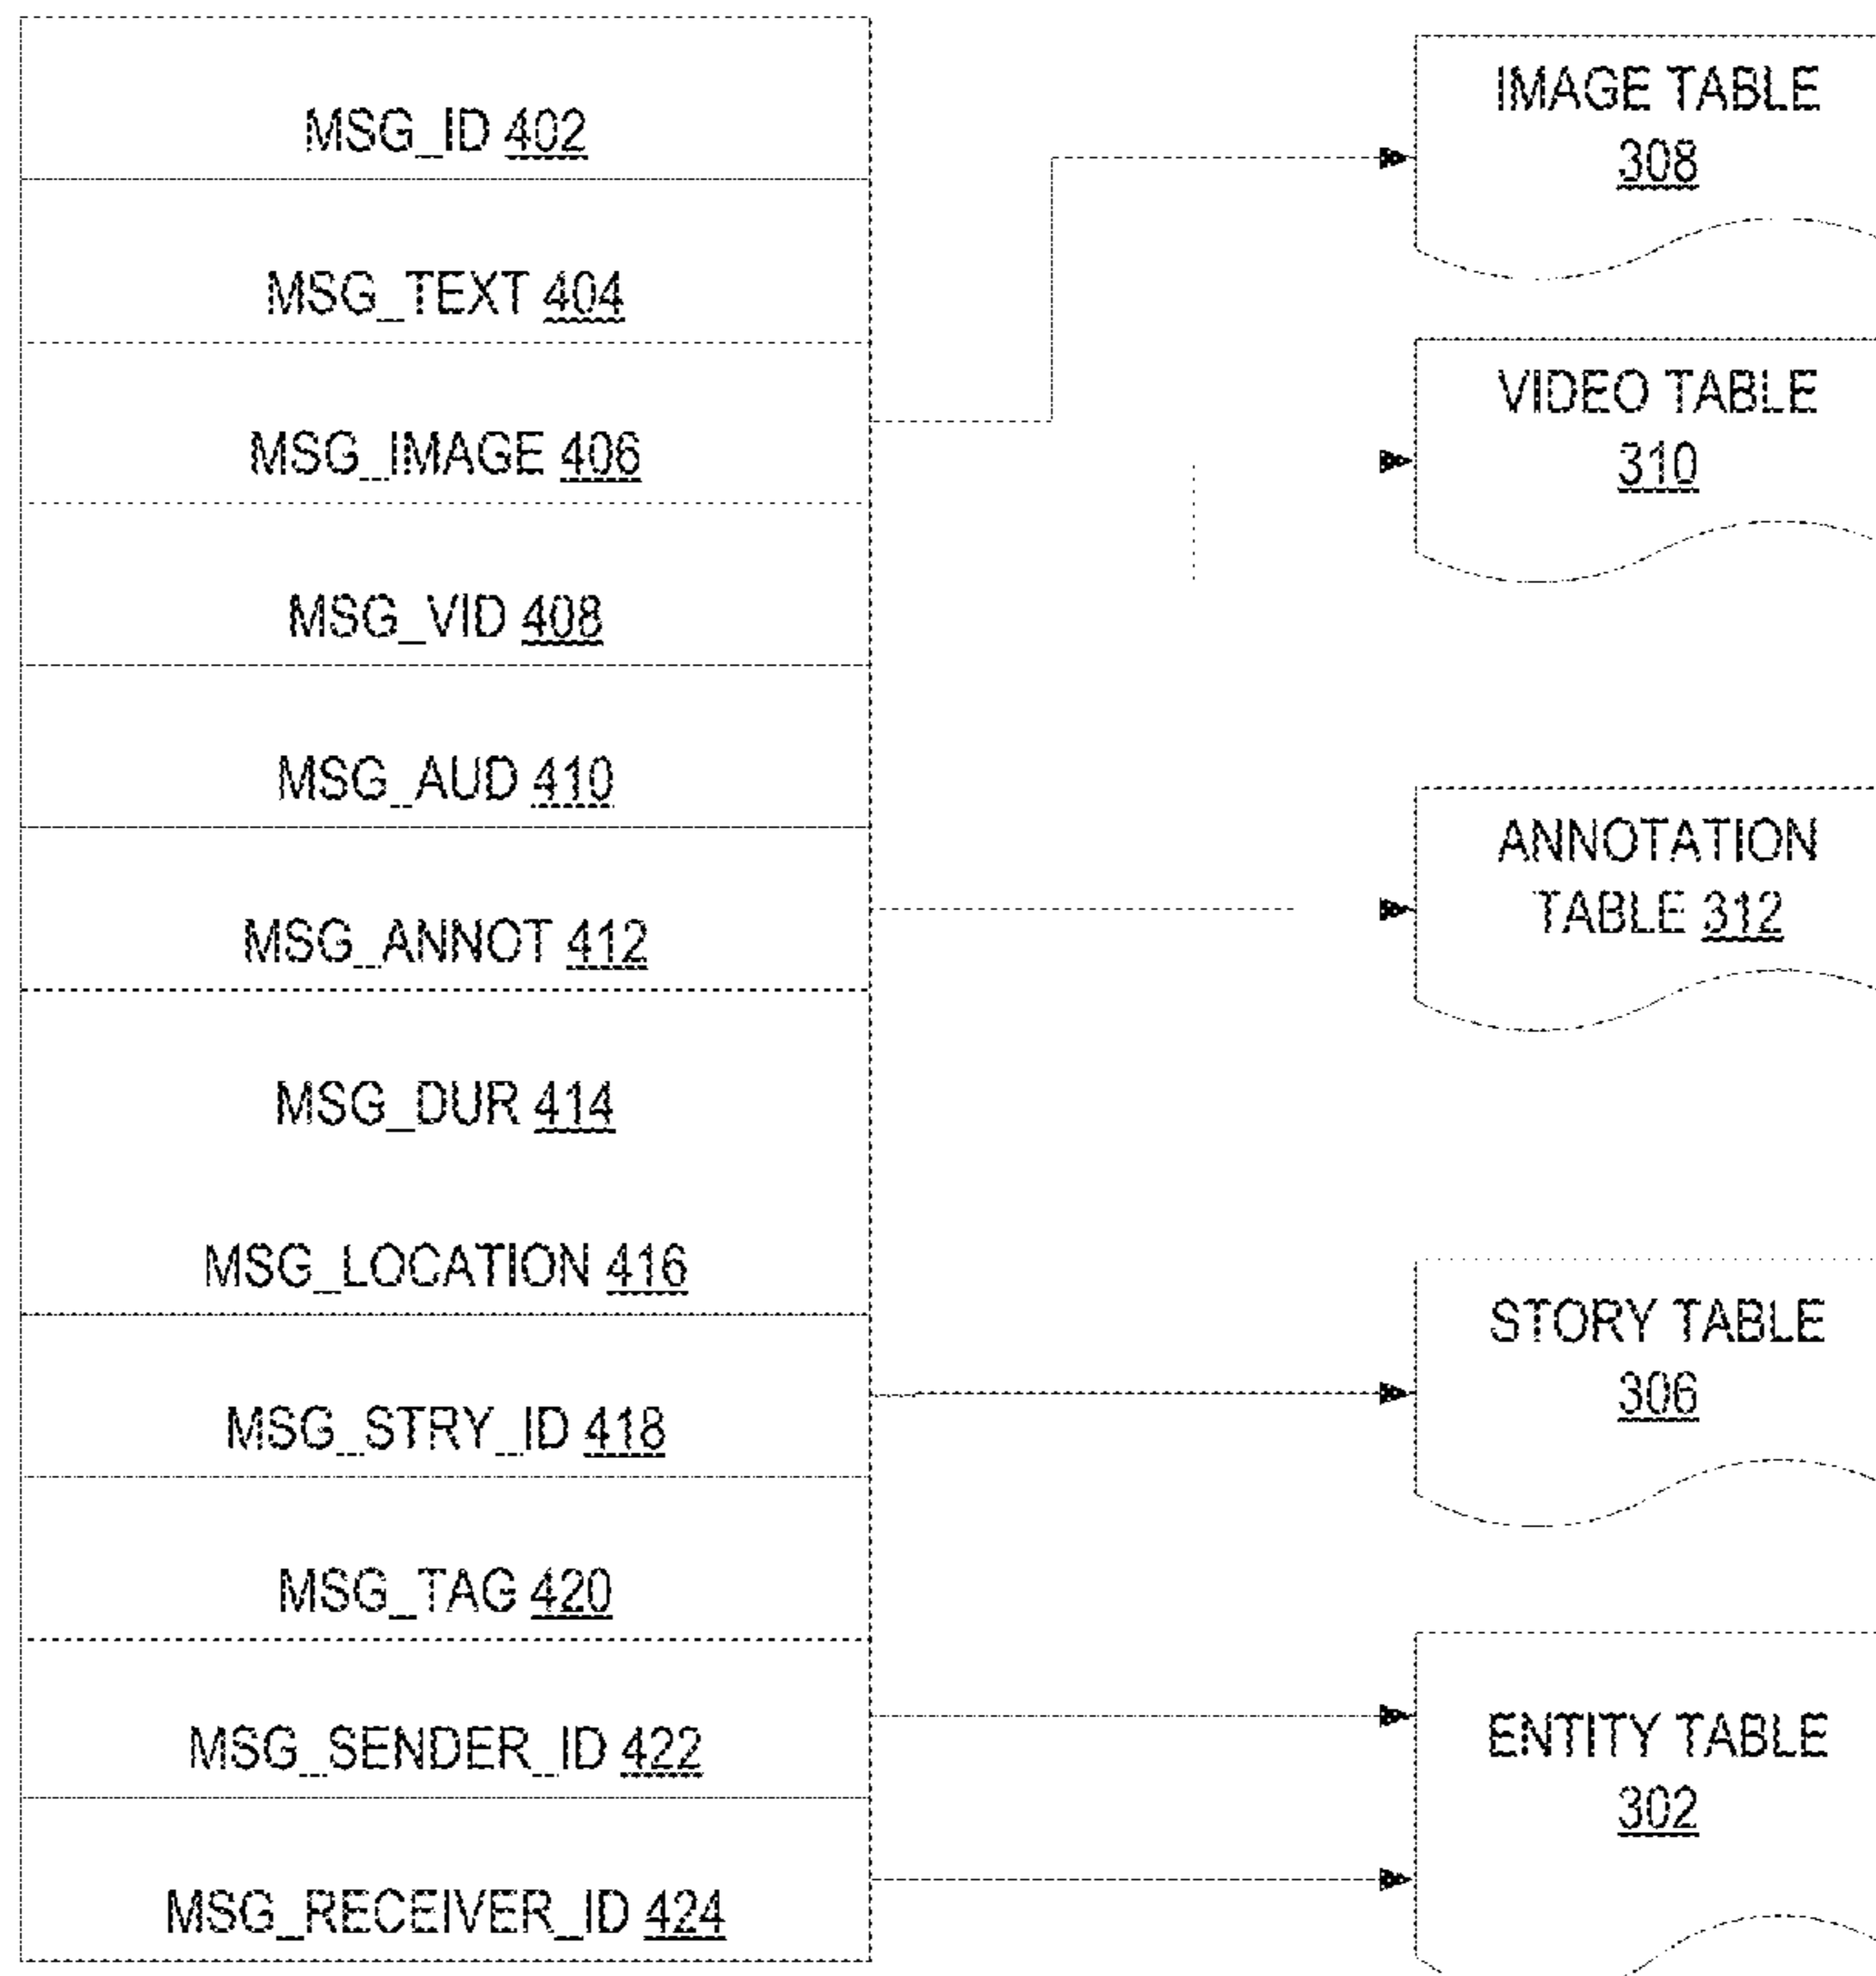 MSG_ID 402
MSG_TEXT 404
MSG_IMAGE 406
MSG_VID 408
MSG_AUD 410
MSG_ANNOT 412
MSG_DUR 414
MSG_LOCATION 416
MSG_STRY_ID 418
MSG_TAG 420
MSG_SENDER_ID 422
MSG_RECEIVER_ID 424
IMAGE TABLE
308
VIDEO TABLE
310
ANNOTATION
TABLE 312
STORY TABLE
306
ENTITY TABLE
302